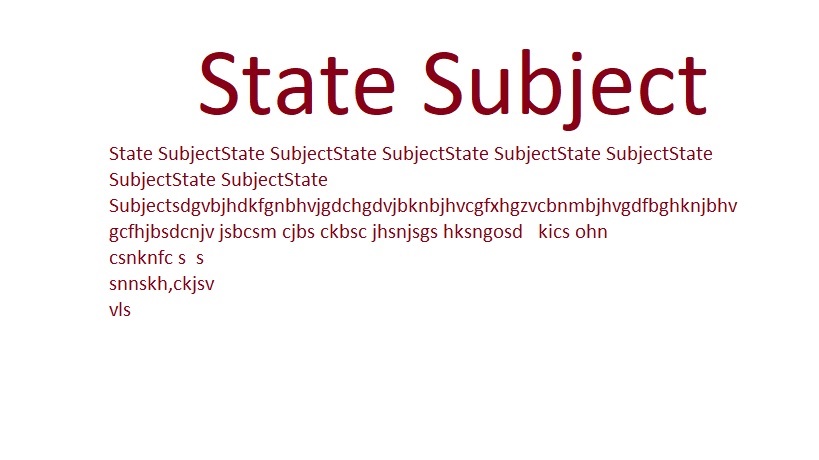 State Subject
State SubjectState SubjectState SubjectState SubjectState SubjectState
SubjectState SubjectState
Subjectsdgvbjhdkfgnbhvjgdchgdvjbknbjhvcgfxhgzvcbnmbjhvgdfbghknjbhv
gcfhjbsdcnjv jsbcsm cjbs ckbsc jhsnjsgs hksngosd   kics ohn
csnknfc s  s
snnskh,ckjsv
vls